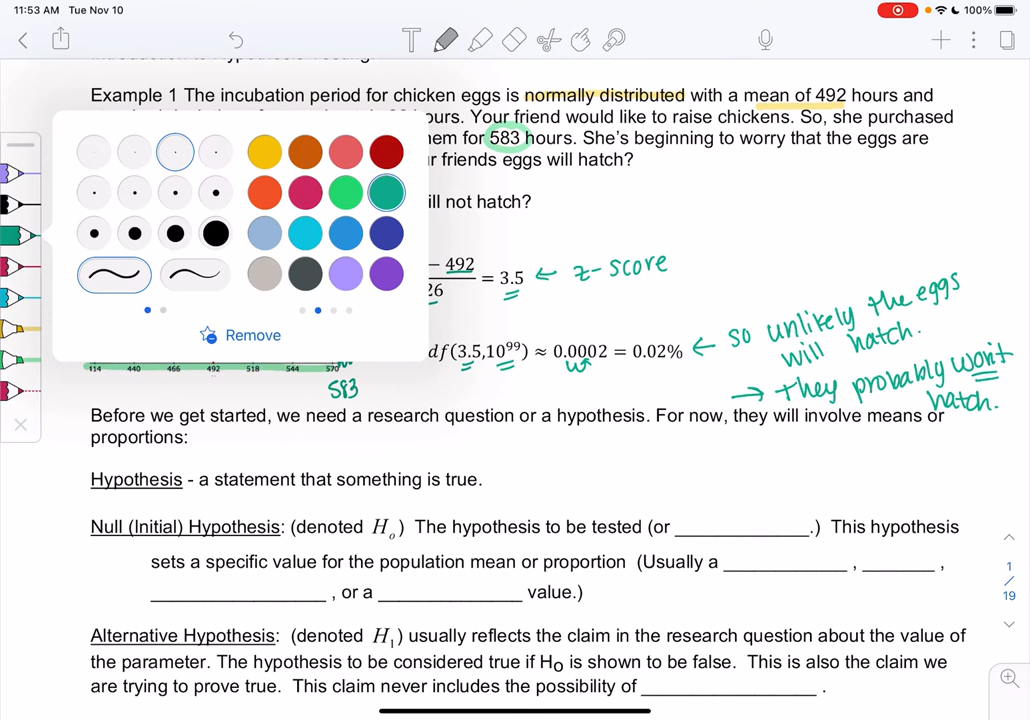 11:53 AM Tue Nov 10 100%
Example 1 The incubation period for chicken eggs is normally distributed with a mean of 492 hours and
ours. Your friend would like to raise chickens. So, she purchased
em for 583 hours. She's beginning to worry that the eggs are
r friends eggs will hatch?
ill not hatch?
− 492
26
= 3.5 ← z-score
df(3.5,10⁹⁹) ≈ 0.0002 = 0.02% ← so unlikely the eggs
will hatch.
→ they probably won't
hatch.
Remove
114 440 466 492 518 544 570
583
Before we get started, we need a research question or a hypothesis. For now, they will involve means or
proportions:
Hypothesis - a statement that something is true.
Null (Initial) Hypothesis: (denoted H₀) The hypothesis to be tested (or ______________.) This hypothesis
sets a specific value for the population mean or proportion (Usually a _____________ , ________ ,
___________________ , or a _______________ value.)
Alternative Hypothesis: (denoted H₁) usually reflects the claim in the research question about the value of
the parameter. The hypothesis to be considered true if H₀ is shown to be false. This is also the claim we
are trying to prove true. This claim never includes the possibility of ___________________ .
1
/
19